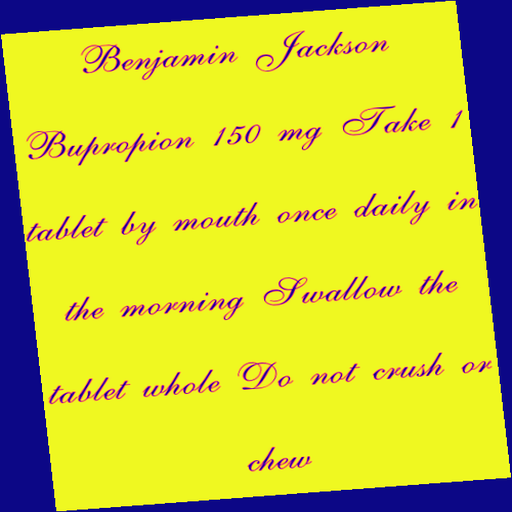 Benjamin Jackson
Bupropion 150 mg Take 1
tablet by mouth once daily in
the morning Swallow the
tablet whole Do not crush or
chew